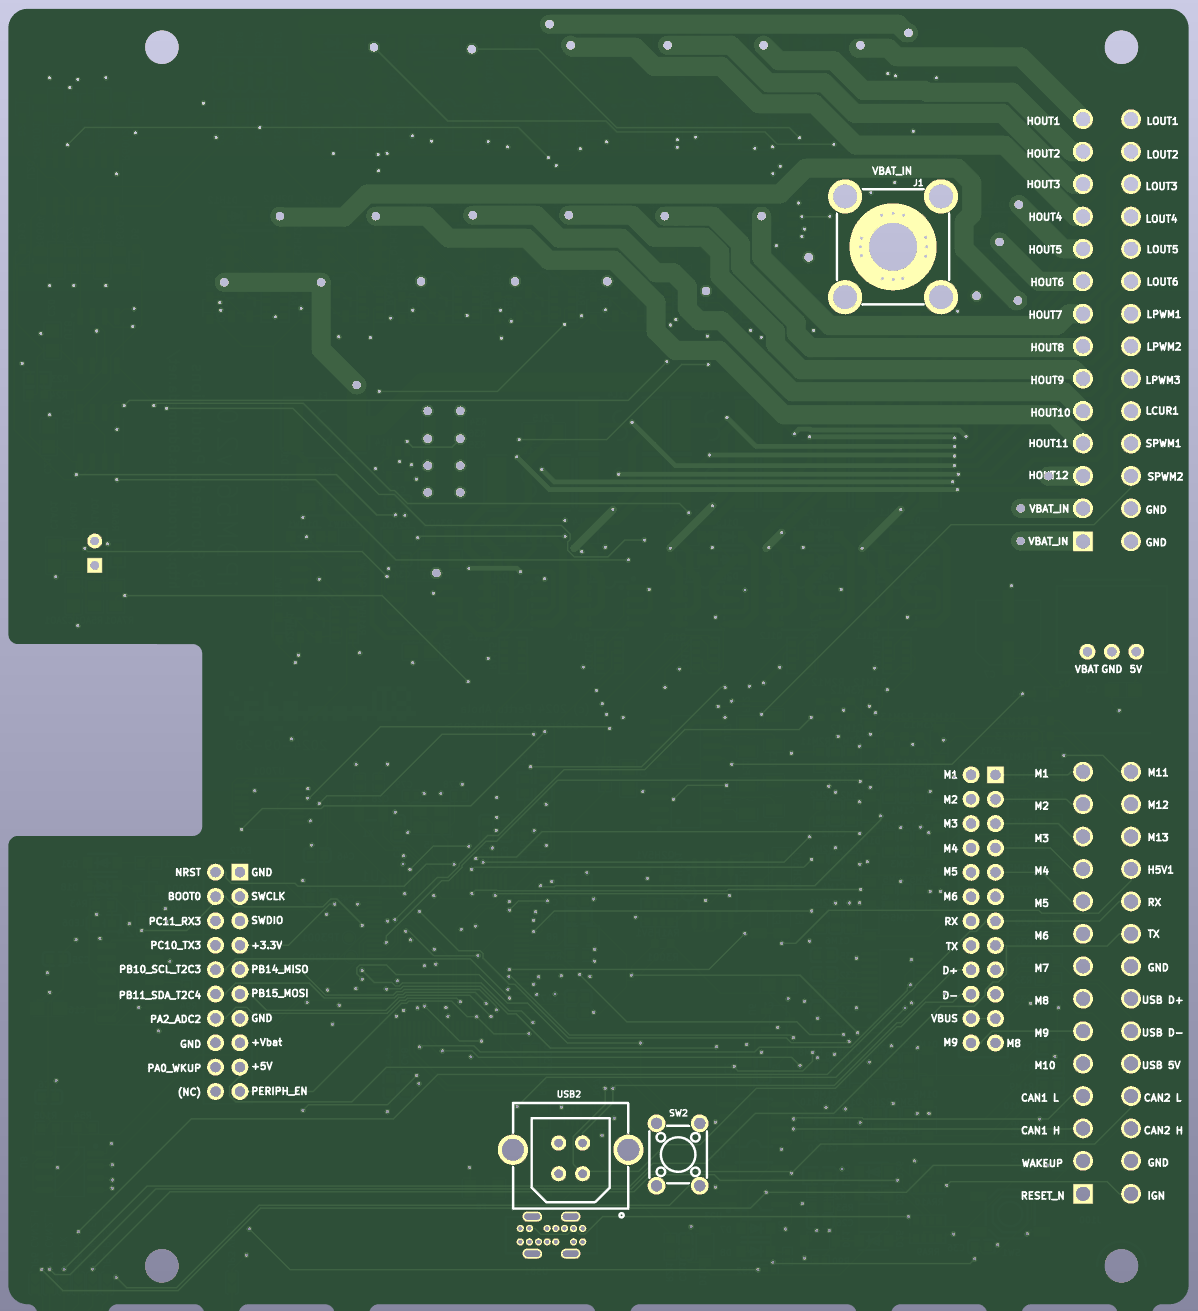 HOUT1 LOUT1
HOUT2 LOUT2
VBAT_IN
J1
HOUT3 LOUT3
HOUT4 LOUT4
HOUT5 LOUT5
HOUT6 LOUT6
HOUT7 LPWM1
HOUT8 LPWM2
HOUT9 LPWM3
HOUT10 LCUR1
HOUT11 SPWM1
HOUT12 SPWM2
VBAT_IN GND
VBAT_IN GND
VBAT GND 5V
M1
M2
M3
M4
M5
M6
RX
TX
D+
D-
VBUS
M9 M8
M1 M11
M2 M12
M3 M13
M4 H5V1
M5 RX
M6 TX
M7 GND
M8 USB D+
M9 USB D-
M10 USB 5V
CAN1 L CAN2 L
CAN1 H CAN2 H
WAKEUP GND
RESET_N IGN
NRST GND
BOOT0 SWCLK
PC11_RX3 SWDIO
PC10_TX3 +3.3V
PB10_SCL_T2C3 PB14_MISO
PB11_SDA_T2C4 PB15_MOSI
PA2_ADC2 GND
GND +Vbat
PA0_WKUP +5V
(NC) PERIPH_EN
USB2
SW2